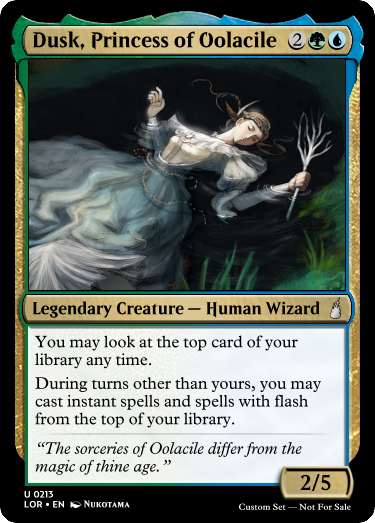 Dusk, Princess of Oolacile 2
Legendary Creature — Human Wizard
You may look at the top card of your
library any time.
During turns other than yours, you may
cast instant spells and spells with flash
from the top of your library.
“The sorceries of Oolacile differ from the
magic of thine age.”
2/5
U 0213
LOR • EN Nukotama
Custom Set — Not For Sale